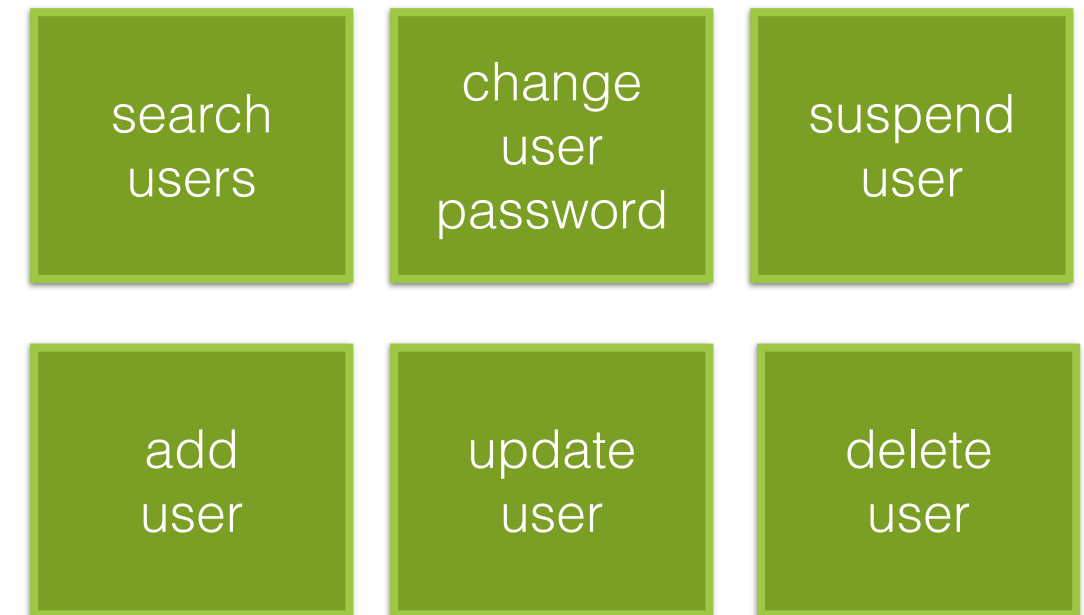 search
users
change
user
password
suspend
user
add
user
update
user
delete
user